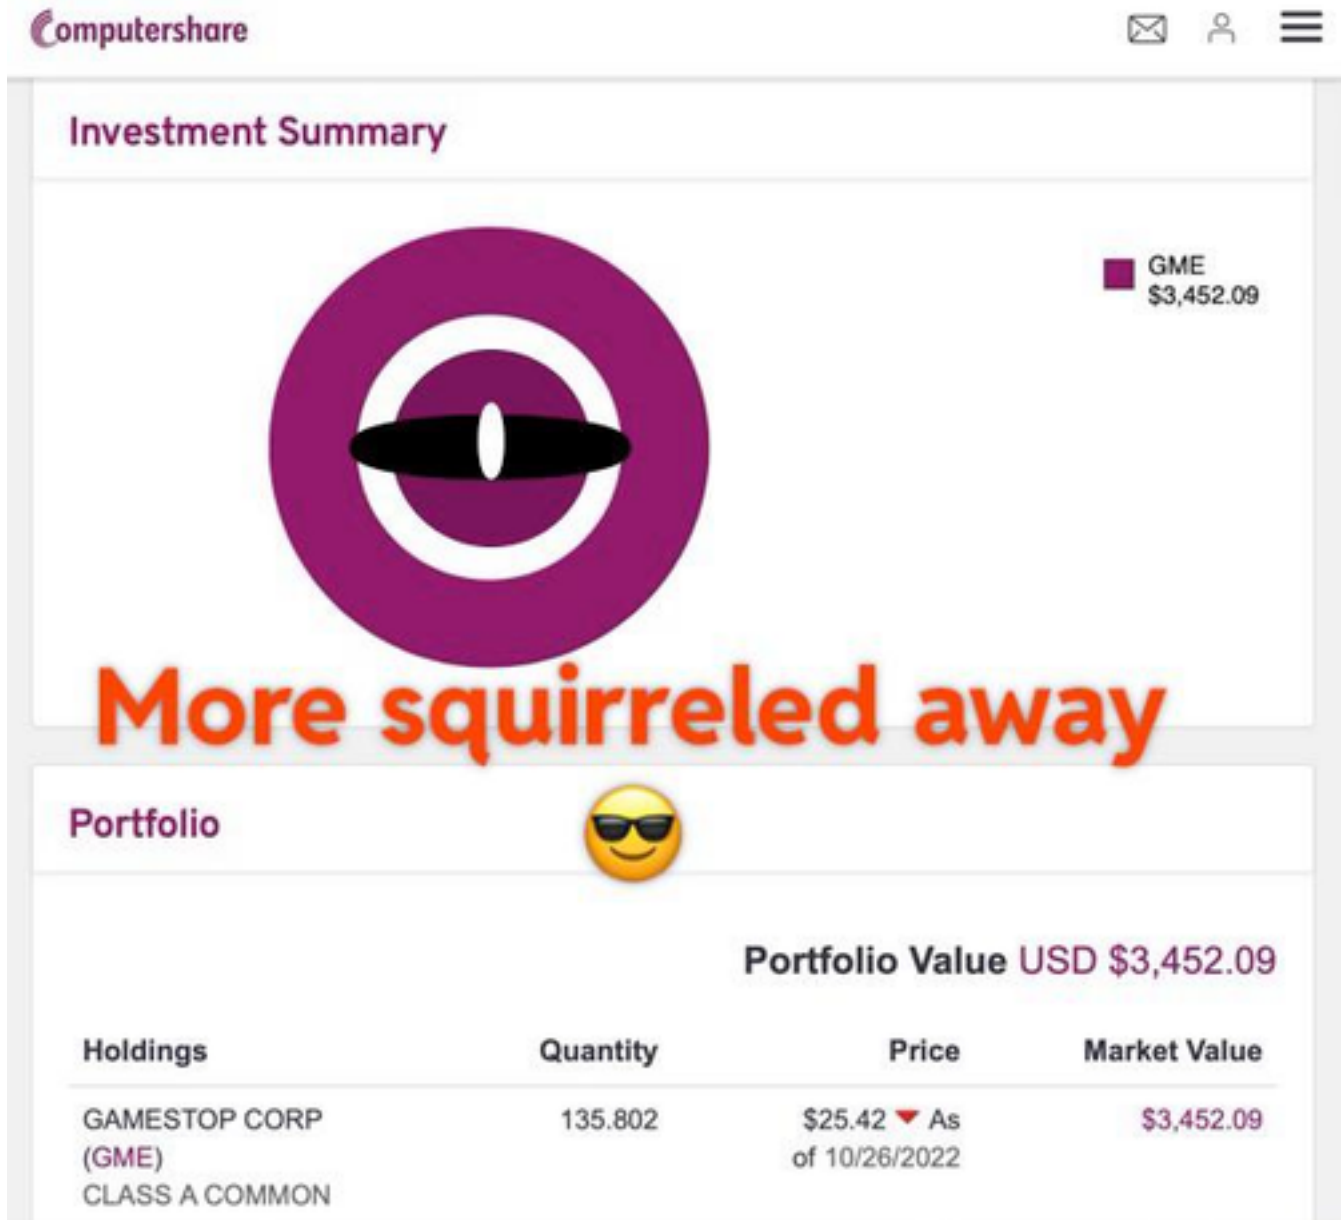 Computershare
Investment Summary
GME
$3,452.09
More squirreled away
Portfolio
Portfolio Value USD $3,452.09
Holdings Quantity Price Market Value
GAMESTOP CORP 135.802 $25.42 As $3,452.09
(GME) of 10/26/2022
CLASS A COMMON